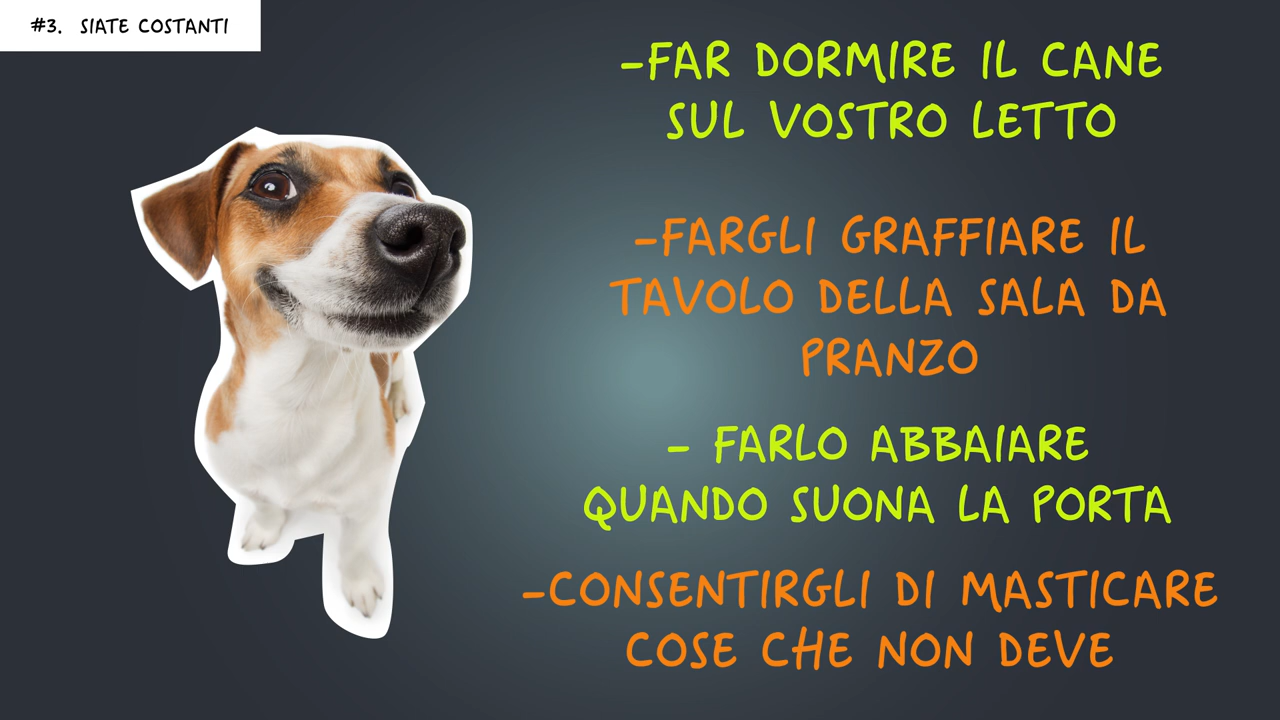 #3. SIATE COSTANTI
-FAR DORMIRE IL CANE
SUL VOSTRO LETTO
-FARGLI GRAFFIARE IL
TAVOLO DELLA SALA DA
PRANZO
- FARLO ABBAIARE
QUANDO SUONA LA PORTA
-CONSENTIRGLI DI MASTICARE
COSE CHE NON DEVE